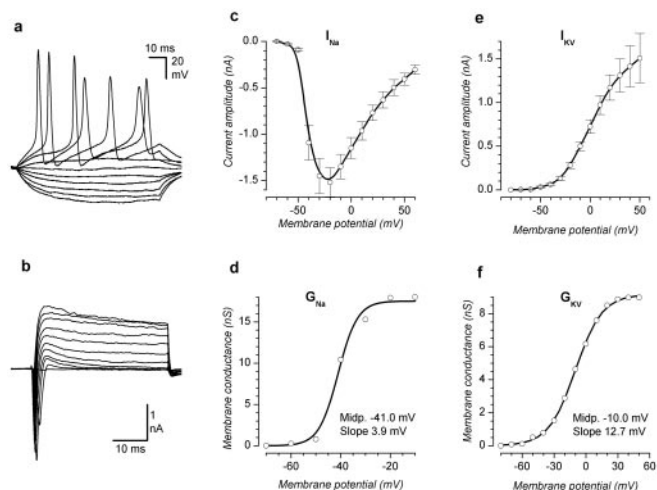 a
10 ms
20
mV
b
1
nA
10 ms
c
I Na
Current amplitude (nA)
0.0
-0.5
-1.0
-1.5
-50
0
50
Membrane potential (mV)
d
G Na
Membrane conductance (nS)
15
10
5
0
Midp. -41.0 mV
Slope 3.9 mV
-60
-40
-20
Membrane potential (mV)
e
I KV
Current amplitude (nA)
1.5
1.0
0.5
0.0
-50
0
50
Membrane potential (mV)
f
G KV
Membrane conductance (nS)
8
6
4
2
0
Midp. -10.0 mV
Slope 12.7 mV
-60
-30
0
30
60
Membrane potential (mV)